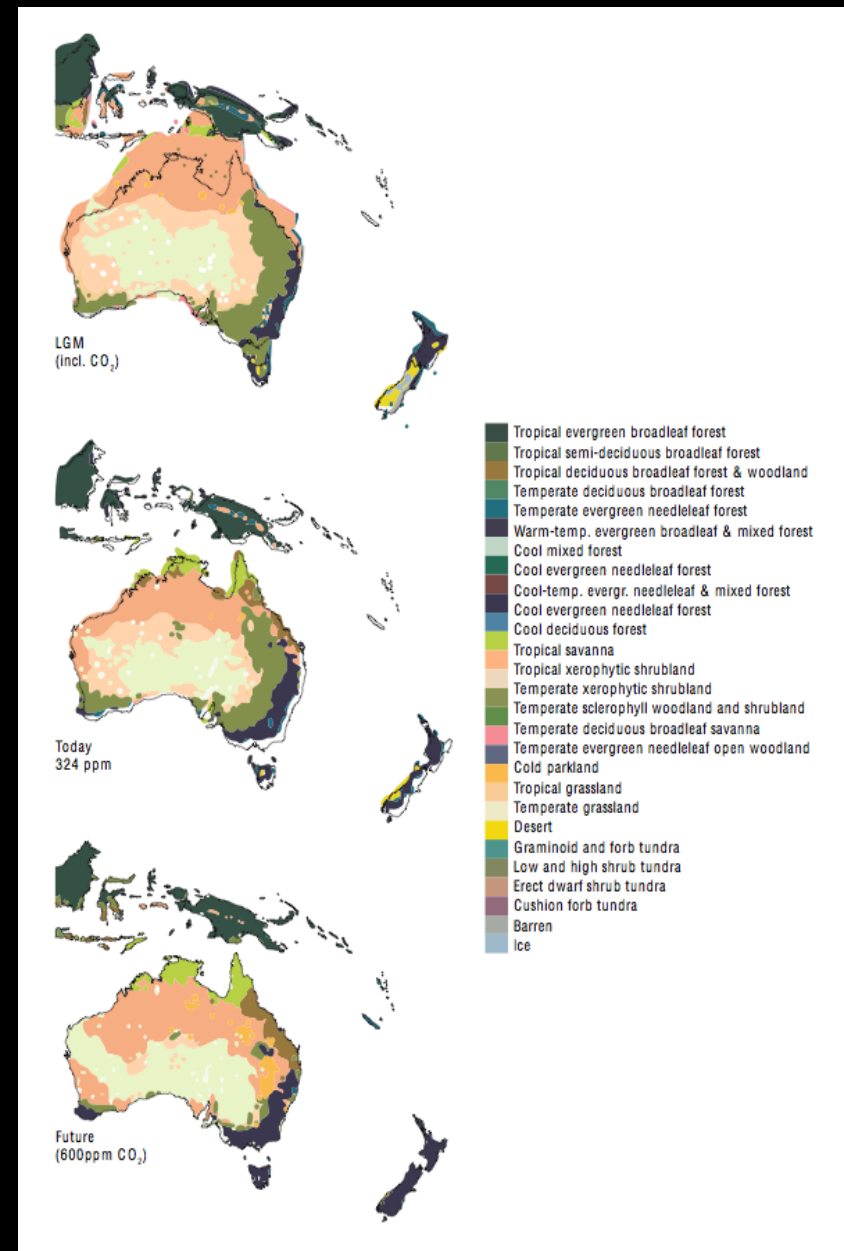 LGM
(incl. CO₂)
Tropical evergreen broadleaf forest
Tropical semi-deciduous broadleaf forest
Tropical deciduous broadleaf forest & woodland
Temperate deciduous broadleaf forest
Temperate evergreen needleleaf forest
Warm-temp. evergreen broadleaf & mixed forest
Cool mixed forest
Cool evergreen needleleaf forest
Cool-temp. evergr. needleleaf & mixed forest
Cool evergreen needleleaf forest
Cool deciduous forest
Tropical savanna
Tropical xerophytic shrubland
Temperate xerophytic shrubland
Temperate sclerophyll woodland and shrubland
Temperate deciduous broadleaf savanna
Temperate evergreen needleleaf open woodland
Cold parkland
Tropical grassland
Temperate grassland
Desert
Graminoid and forb tundra
Low and high shrub tundra
Erect dwarf shrub tundra
Cushion forb tundra
Barren
Ice
Today
324 ppm
Future
(600ppm CO₂)